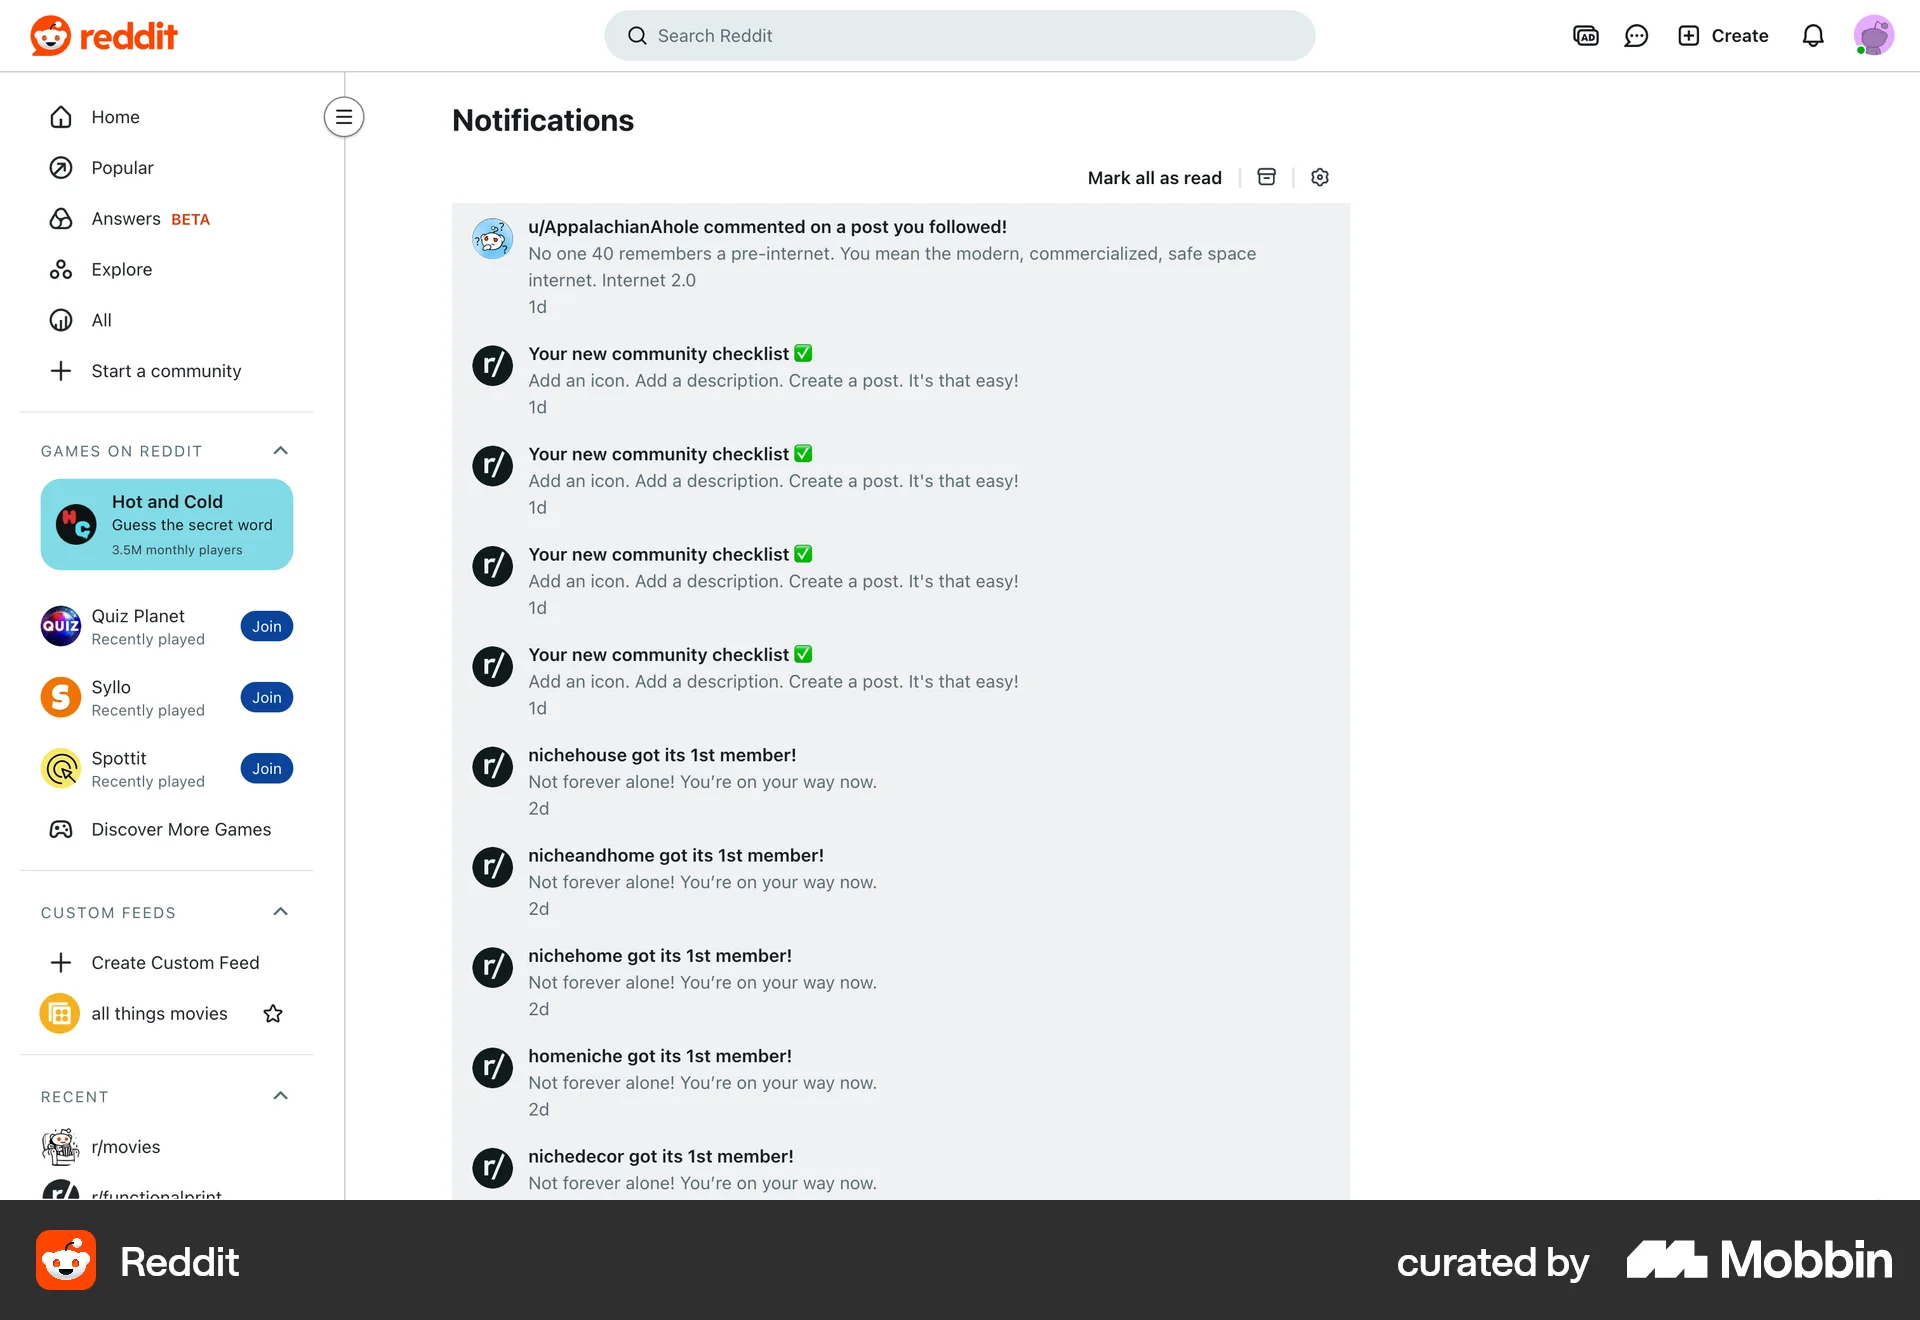 reddit
Search Reddit
AD
Create
Home
Popular
Answers BETA
Explore
All
Start a community
GAMES ON REDDIT
HC
Hot and Cold
Guess the secret word
3.5M monthly players
QUIZ
Quiz Planet
Recently played
Join
S
Syllo
Recently played
Join
Spottit
Recently played
Join
Discover More Games
CUSTOM FEEDS
Create Custom Feed
all things movies
RECENT
r/movies
r/
r/functionalprint
Notifications
Mark all as read
u/AppalachianAhole commented on a post you followed!
No one 40 remembers a pre-internet. You mean the modern, commercialized, safe space
internet. Internet 2.0
1d
r/
Your new community checklist ✅
Add an icon. Add a description. Create a post. It's that easy!
1d
r/
Your new community checklist ✅
Add an icon. Add a description. Create a post. It's that easy!
1d
r/
Your new community checklist ✅
Add an icon. Add a description. Create a post. It's that easy!
1d
r/
Your new community checklist ✅
Add an icon. Add a description. Create a post. It's that easy!
1d
r/
nichehouse got its 1st member!
Not forever alone! You’re on your way now.
2d
r/
nicheandhome got its 1st member!
Not forever alone! You’re on your way now.
2d
r/
nichehome got its 1st member!
Not forever alone! You’re on your way now.
2d
r/
homeniche got its 1st member!
Not forever alone! You’re on your way now.
2d
r/
nichedecor got its 1st member!
Not forever alone! You’re on your way now.
Reddit
curated by
Mobbin